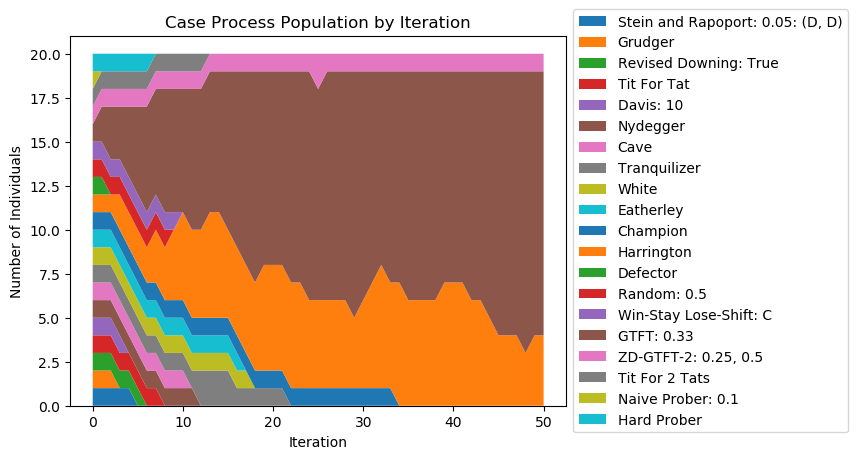 Case Process Population by Iteration
Number of Individuals
20.0
17.5
15.0
12.5
10.0
7.5
5.0
2.5
0.0
0
10
20
30
40
50
Iteration
Stein and Rapoport: 0.05: (D, D)
Grudger
Revised Downing: True
Tit For Tat
Davis: 10
Nydegger
Cave
Tranquilizer
White
Eatherley
Champion
Harrington
Defector
Random: 0.5
Win-Stay Lose-Shift: C
GTFT: 0.33
ZD-GTFT-2: 0.25, 0.5
Tit For 2 Tats
Naive Prober: 0.1
Hard Prober